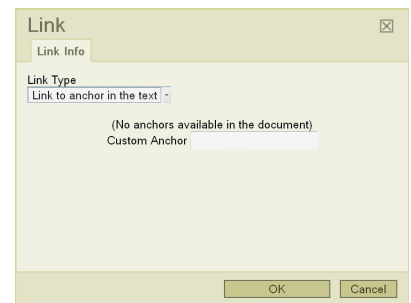 Link
Link Info
Link Type
Link to anchor in the text
(No anchors available in the document)
Custom Anchor
OK Cancel